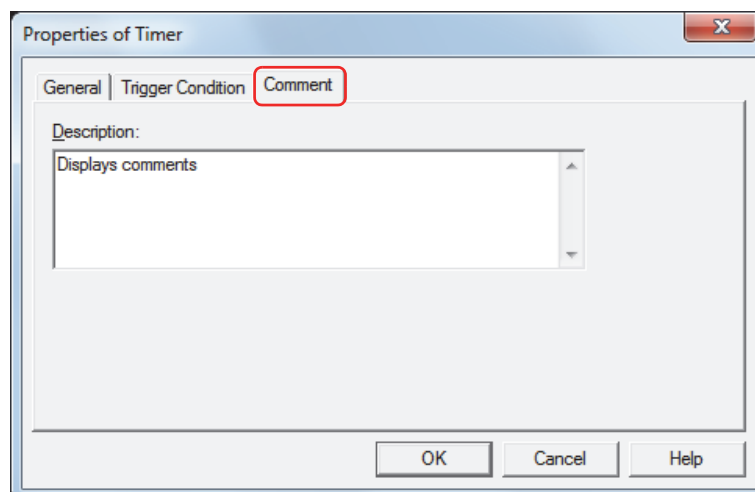 Properties of Timer
General Trigger Condition Comment
Description:
Displays comments
OK Cancel Help